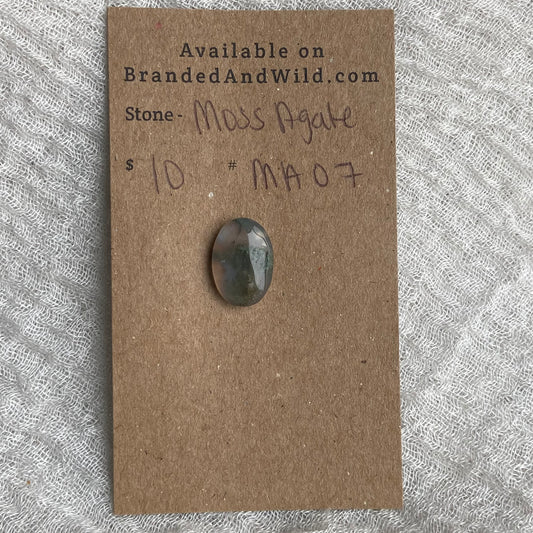 Available on
BrandedAndWild.com
Stone - Moss Agate
$ 10 # MA07